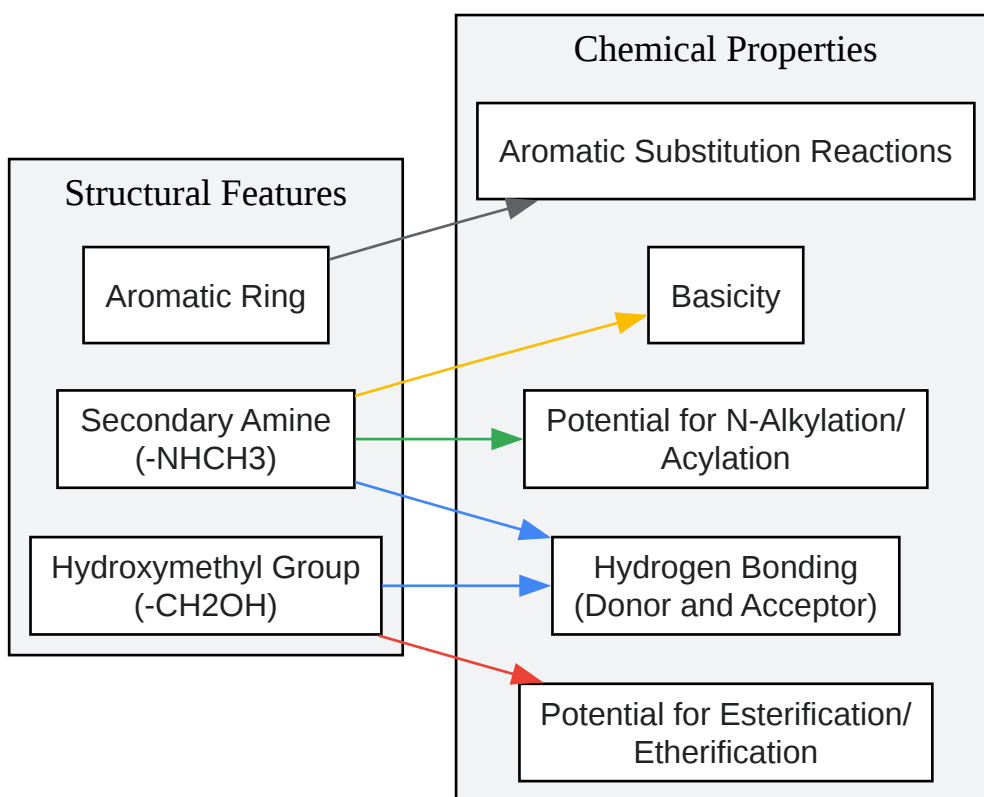 Structural Features
Aromatic Ring
Secondary Amine
(-NHCH3)
Hydroxymethyl Group
(-CH2OH)
Chemical Properties
Aromatic Substitution Reactions
Basicity
Potential for N-Alkylation/
Acylation
Hydrogen Bonding
(Donor and Acceptor)
Potential for Esterification/
Etherification